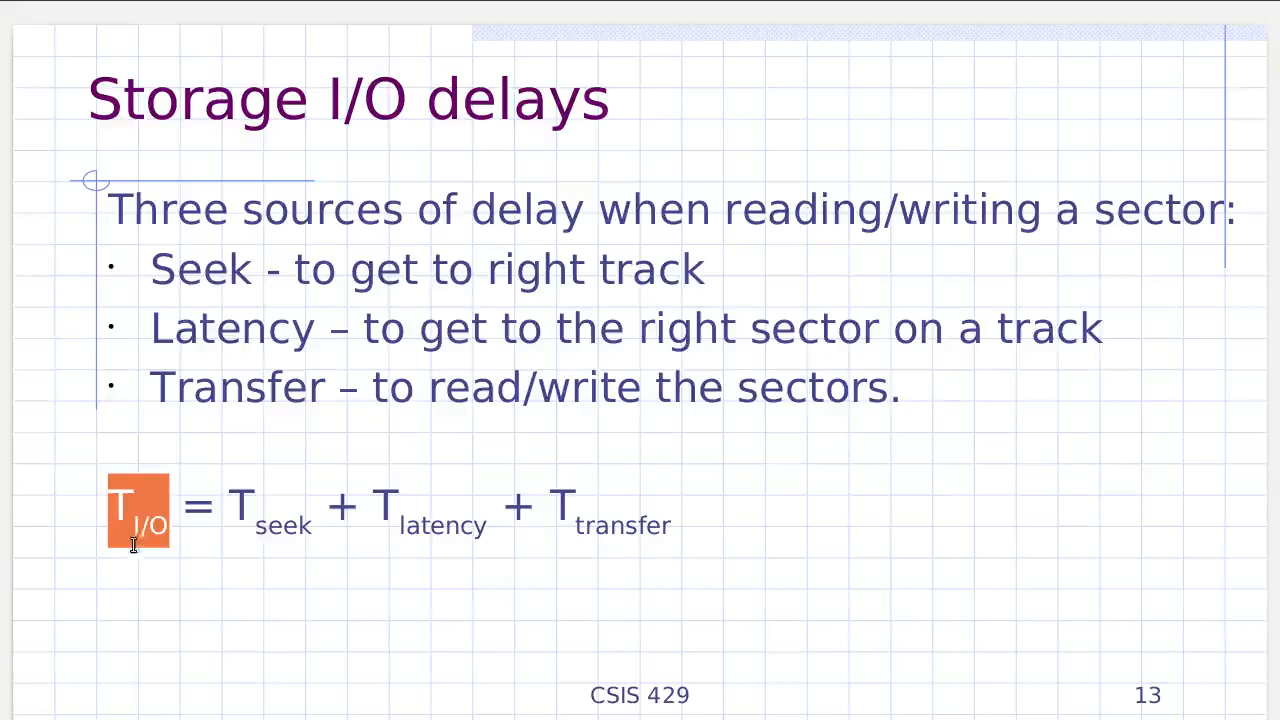 Storage I/O delays
Three sources of delay when reading/writing a sector:
· Seek - to get to right track
· Latency – to get to the right sector on a track
· Transfer – to read/write the sectors.
TI/O = Tseek + Tlatency + Ttransfer
CSIS 429
13